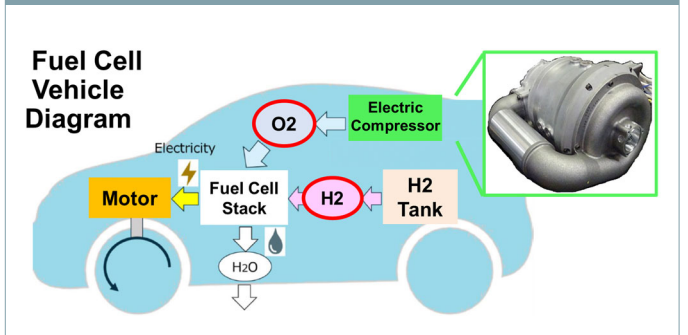 Fuel Cell
Vehicle
Diagram
Electric
Compressor
O2
Electricity
Motor
Fuel Cell
Stack
H2
H2
Tank
H2O